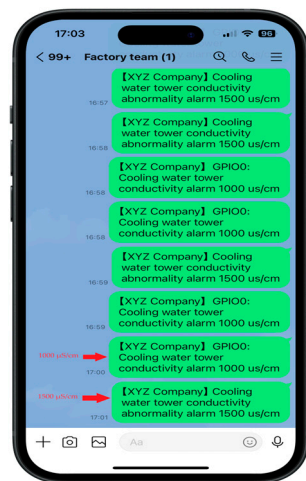 17:03
96
< 99+ Factory team (1)
【XYZ Company】Cooling
water tower conductivity
abnormality alarm 1500 us/cm
16:57
【XYZ Company】Cooling
water tower conductivity
abnormality alarm 1500 us/cm
16:58
【XYZ Company】 GPIO0:
Cooling water tower
conductivity alarm 1000 us/cm
16:58
【XYZ Company】 GPIO0:
Cooling water tower
conductivity alarm 1000 us/cm
16:58
【XYZ Company】Cooling
water tower conductivity
abnormality alarm 1500 us/cm
16:59
【XYZ Company】 GPIO0:
Cooling water tower
conductivity alarm 1000 us/cm
16:59
【XYZ Company】 GPIO0:
Cooling water tower
conductivity alarm 1000 us/cm
1000 μS/cm
17:00
【XYZ Company】Cooling
water tower conductivity
abnormality alarm 1500 us/cm
1500 μS/cm
17:01
Aa